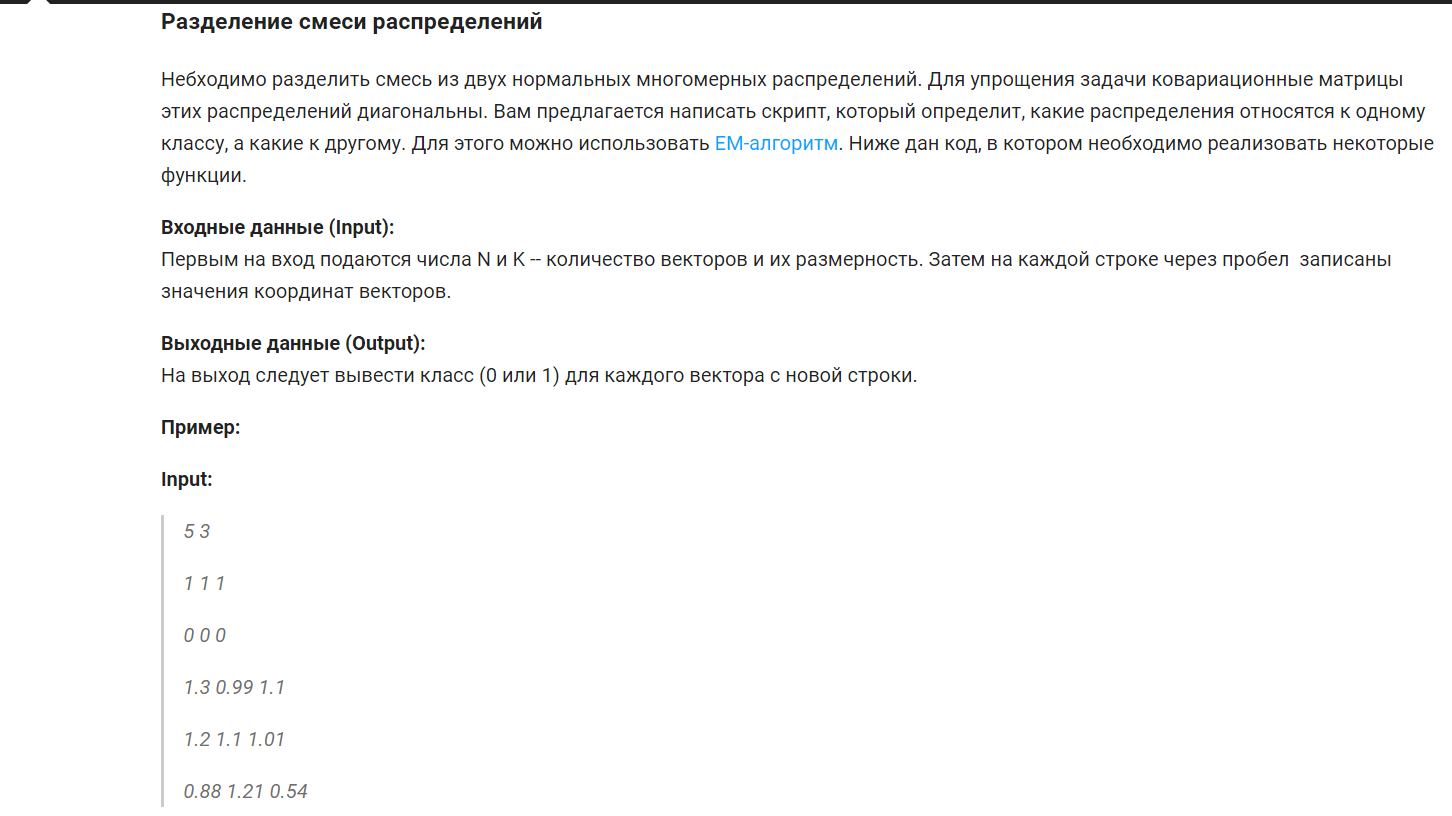 Разделение смеси распределений
Небходимо разделить смесь из двух нормальных многомерных распределений. Для упрощения задачи ковариационные матрицы
этих распределений диагональны. Вам предлагается написать скрипт, который определит, какие распределения относятся к одному
классу, а какие к другому. Для этого можно использовать EM-алгоритм. Ниже дан код, в котором необходимо реализовать некоторые
функции.
Входные данные (Input):
Первым на вход подаются числа N и K -- количество векторов и их размерность. Затем на каждой строке через пробел  записаны
значения координат векторов.
Выходные данные (Output):
На выход следует вывести класс (0 или 1) для каждого вектора с новой строки.
Пример:
Input:
5 3
1 1 1
0 0 0
1.3 0.99 1.1
1.2 1.1 1.01
0.88 1.21 0.54